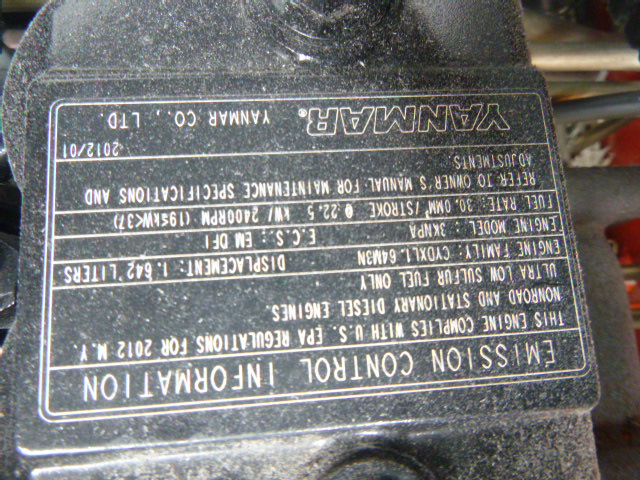 EMISSION CONTROL INFORMATION
THIS ENGINE COMPLIES WITH U.S. EPA REGULATIONS FOR 2012 M.Y.
NONROAD AND STATIONARY DIESEL ENGINES.
ULTRA LOW SULFUR FUEL ONLY
ENGINE FAMILY: CYDXL1.64M3N DISPLACEMENT: 1.642 LITERS
ENGINE MODEL: 3KNPA E.C.S.: EM DFI
FUEL RATE: 30.0MM³/STROKE @ 22.5 kW/ 2400RPM (19≤kW<37)
REFER TO OWNER'S MANUAL FOR MAINTENANCE SPECIFICATIONS AND
ADJUSTMENTS 2012/01
YANMAR® YANMAR CO., LTD.